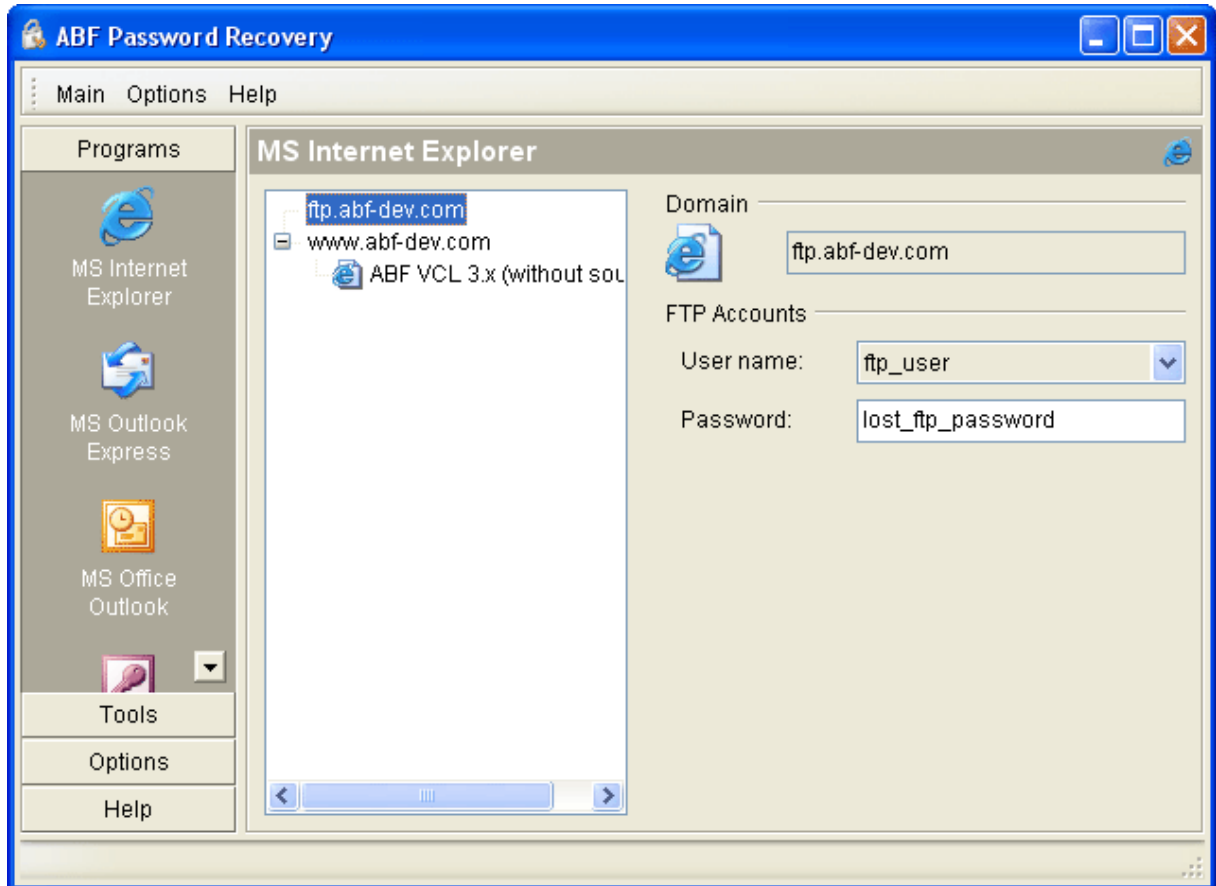 ABF Password Recovery
Main Options Help
Programs
MS Internet
Explorer
MS Outlook
Express
MS Office
Outlook
Tools
Options
Help
MS Internet Explorer
ftp.abf-dev.com
www.abf-dev.com
ABF VCL 3.x (without sou
Domain
ftp.abf-dev.com
FTP Accounts
User name: ftp_user
Password: lost_ftp_password